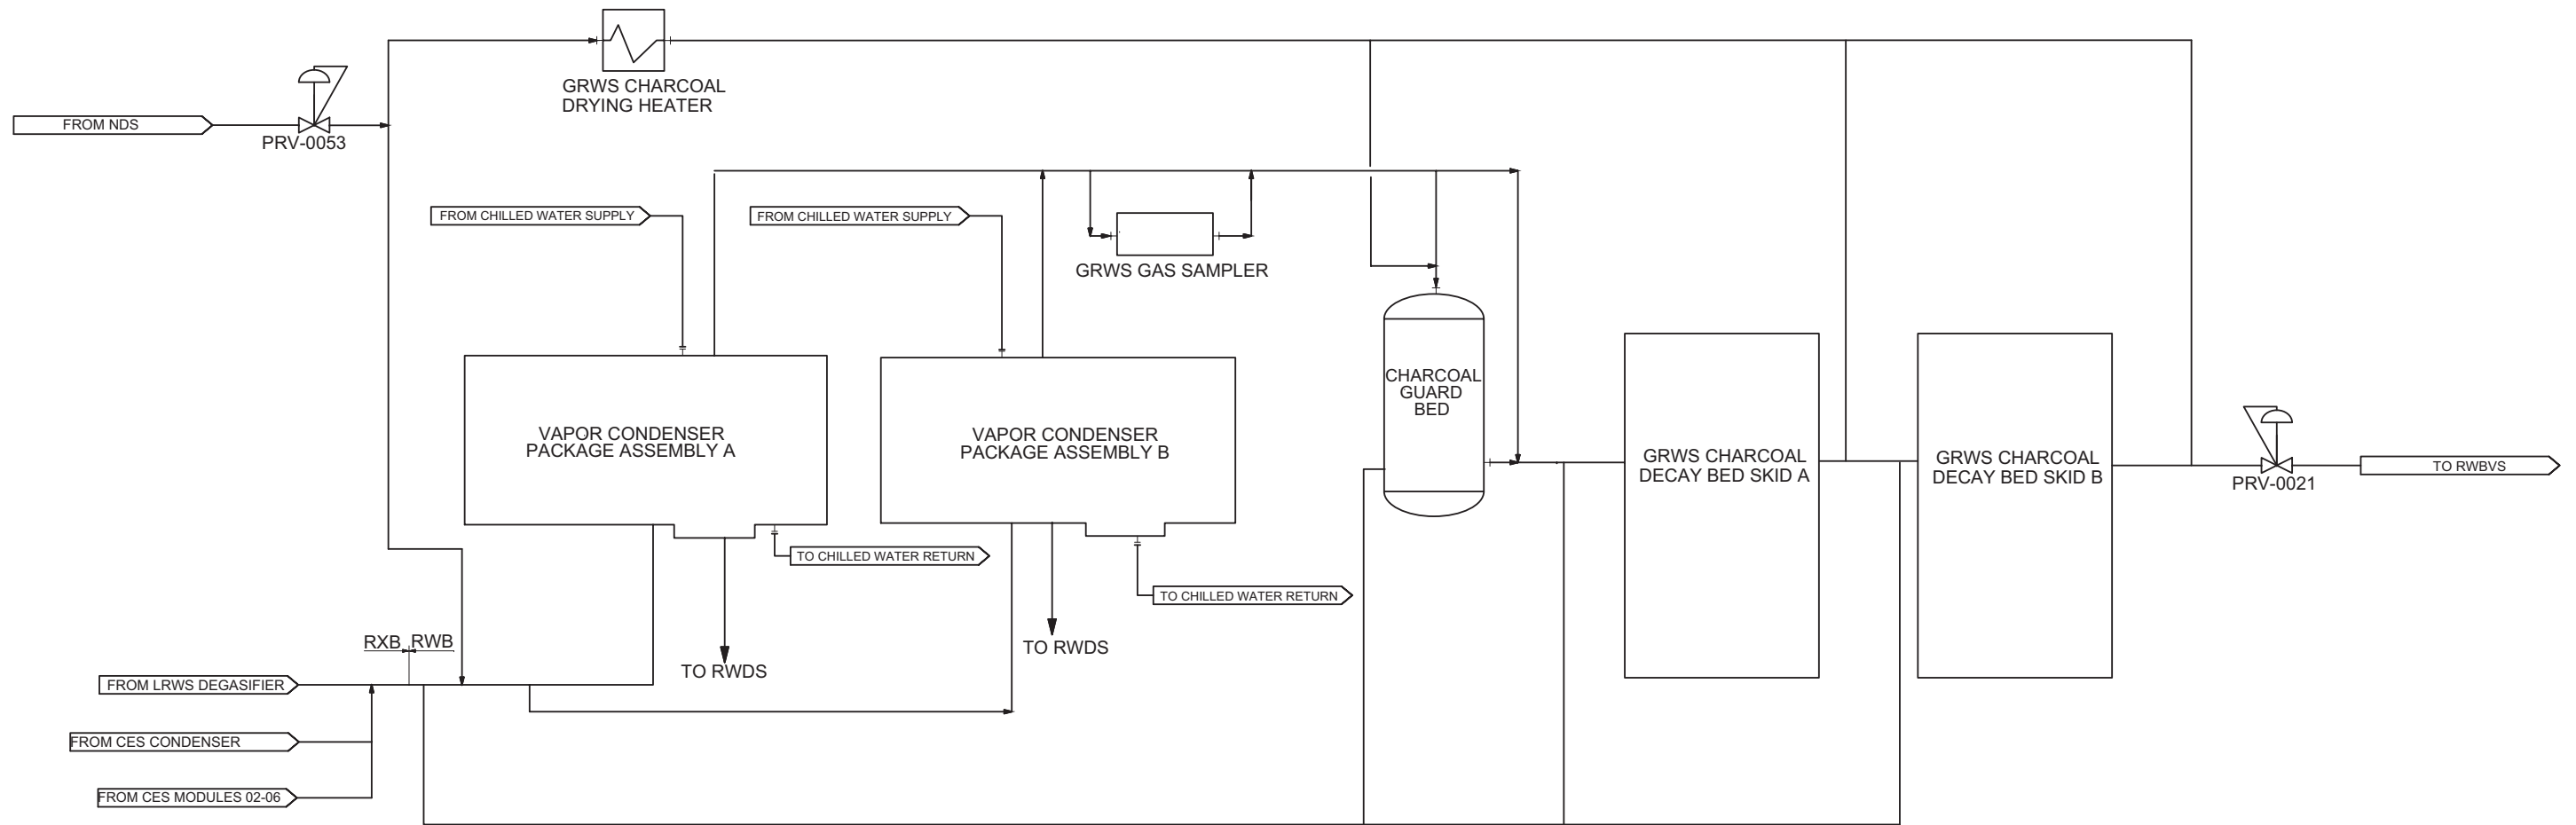 GRWS CHARCOAL
DRYING HEATER
FROM NDS
PRV-0053
FROM CHILLED WATER SUPPLY
FROM CHILLED WATER SUPPLY
GRWS GAS SAMPLER
VAPOR CONDENSER
PACKAGE ASSEMBLY A
VAPOR CONDENSER
PACKAGE ASSEMBLY B
CHARCOAL
GUARD
BED
GRWS CHARCOAL
DECAY BED SKID A
GRWS CHARCOAL
DECAY BED SKID B
TO RWBVS
PRV-0021
TO CHILLED WATER RETURN
TO CHILLED WATER RETURN
RXB RWB
TO RWDS
TO RWDS
FROM LRWS DEGASIFIER
FROM CES CONDENSER
FROM CES MODULES 02-06